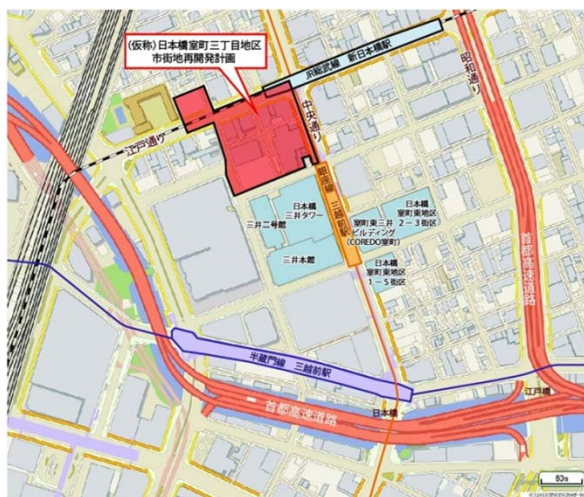 (仮称)日本橋室町三丁目地区
市街地再開発計画
JR総武線 新日本橋駅
昭和通り
中央通り
江戸通り
銀座線 三越前駅
日本橋
三井タワー
三井二号館
三井本館
室町東三井
ビルディング
(COREDO室町)
日本橋
室町東地区
2-3街区
日本橋
室町東地区
1-5街区
首都高速道路
半蔵門線 三越前駅
首都高速道路
日本橋
江戸橋